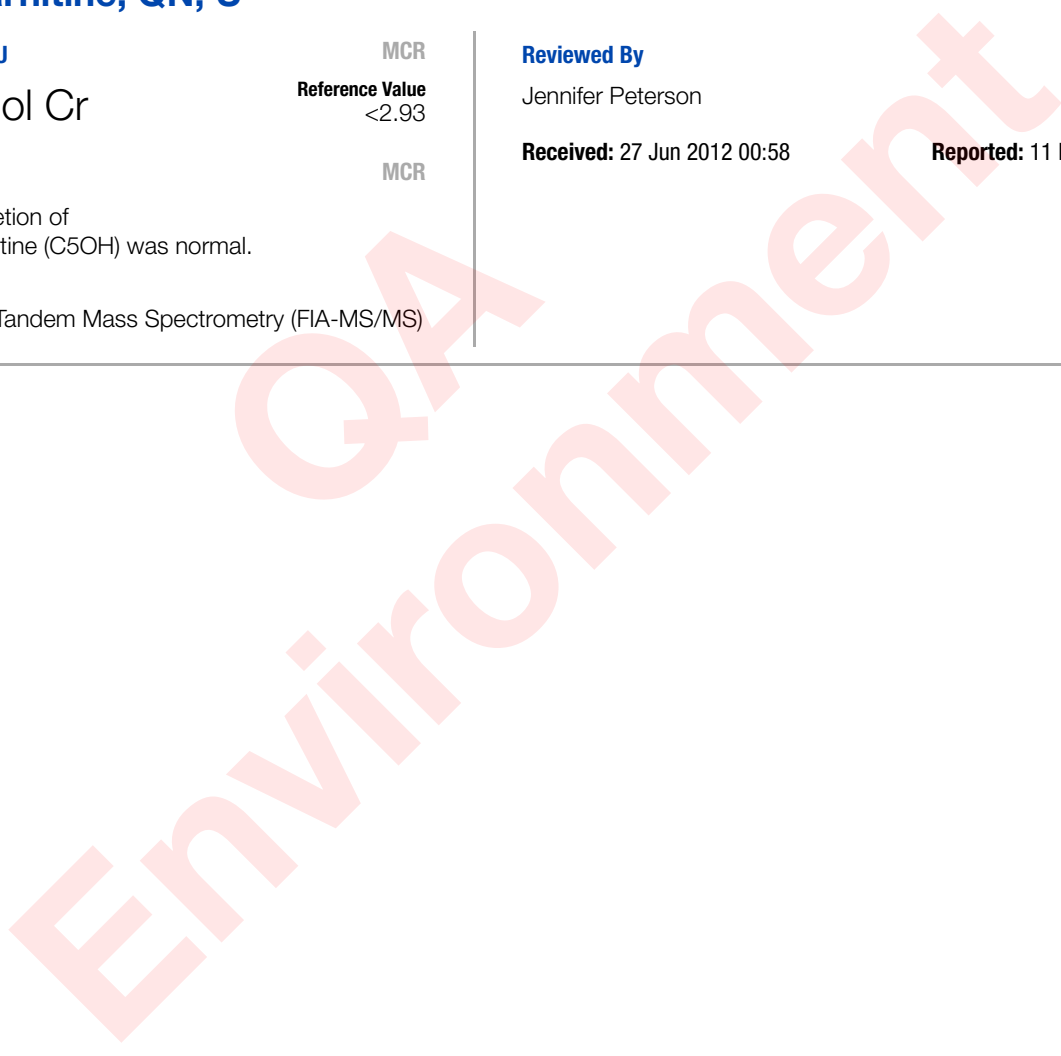 MCR
ol Cr
Reference Value
<2.93
MCR
etion of
tine (C5OH) was normal.
Tandem Mass Spectrometry (FIA-MS/MS)
Reviewed By
Jennifer Peterson
Received: 27 Jun 2012 00:58
Reported: 11
QA
Environment